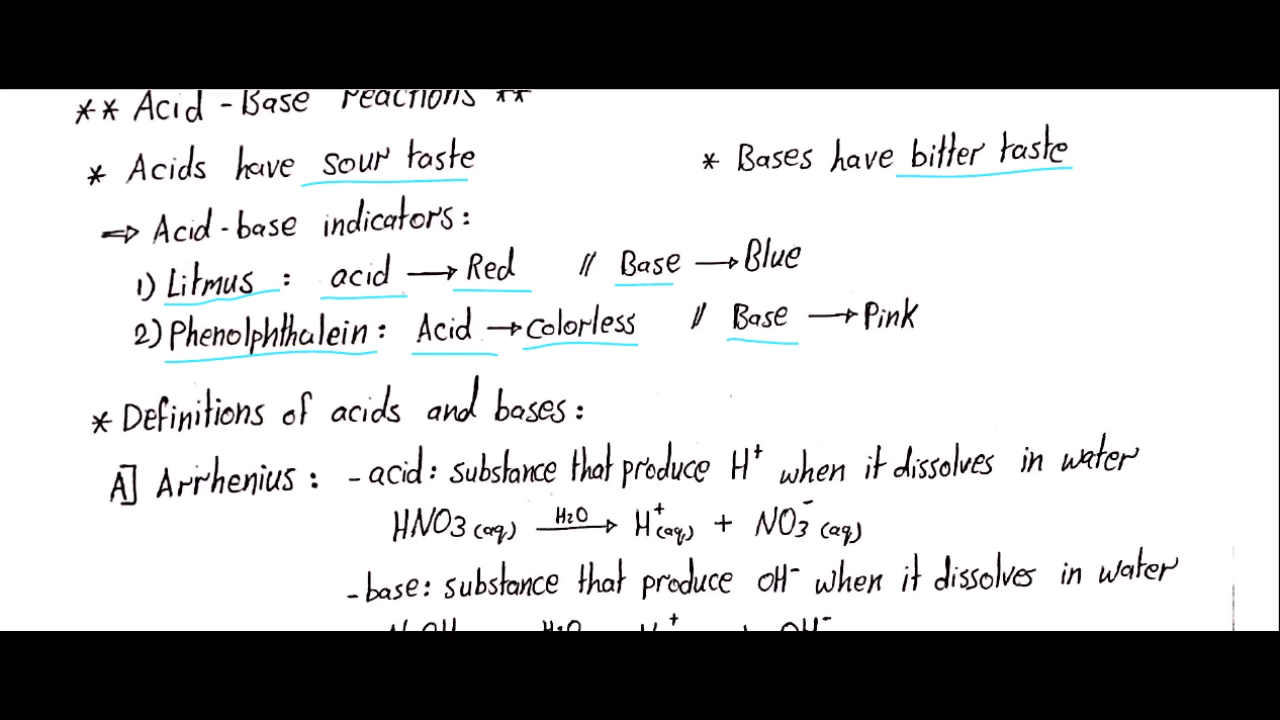 ** Acid - Base reactions **
* Acids have sour taste * Bases have bitter taste
⇒ Acid-base indicators:
1) Litmus : acid → Red // Base → Blue
2) Phenolphthalein : Acid → colorless // Base → Pink
* Definitions of acids and bases:
A] Arrhenius : - acid : substance that produce H⁺ when it dissolves in water
HNO3 (aq) —H₂O→ H⁺(aq) + NO₃⁻ (aq)
- base : substance that produce OH⁻ when it dissolves in water
H₂O + OH⁻